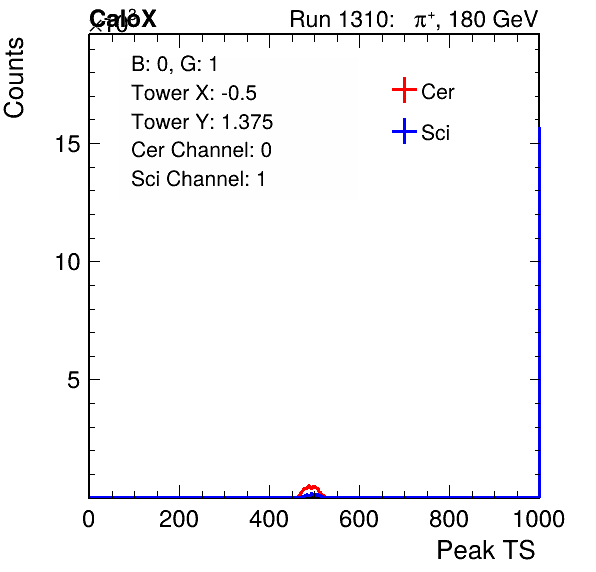 CaloX
×10³
Run 1310: π⁺, 180 GeV
Counts
B: 0, G: 1
Tower X: -0.5
Tower Y: 1.375
Cer Channel: 0
Sci Channel: 1
Cer
Sci
15
10
5
0 200 400 600 800 1000
Peak TS